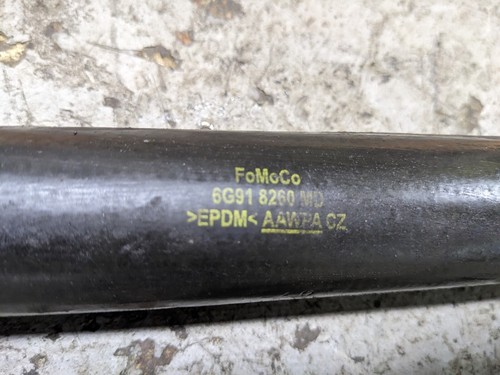 FoMoCo
6G91 8260 MD
>EPDM< AAWPA CZ